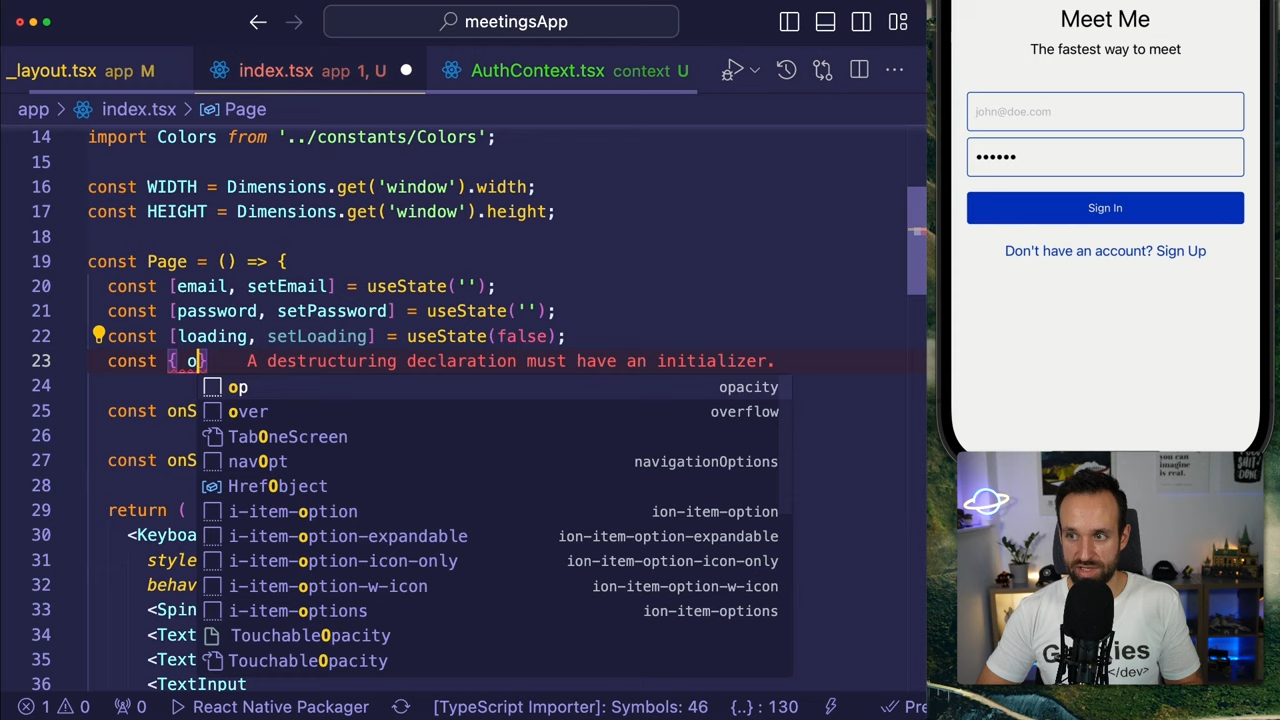 meetingsApp
_layout.tsx app M
index.tsx app 1, U
AuthContext.tsx context U
app > index.tsx > Page
14 import Colors from '../constants/Colors';
15
16 const WIDTH = Dimensions.get('window').width;
17 const HEIGHT = Dimensions.get('window').height;
18
19 const Page = () => {
20 const [email, setEmail] = useState('');
21 const [password, setPassword] = useState('');
22 const [loading, setLoading] = useState(false);
23 const { o} A destructuring declaration must have an initializer.
24
op opacity
25 const onS
over overflow
26
TabOneScreen
27 const onS
navOpt navigationOptions
28
HrefObject
29 return (
i-item-option ion-item-option
30 <Keyboa
i-item-option-expandable ion-item-option-expandable
31 style
i-item-option-icon-only ion-item-option-icon-only
32 behav
i-item-option-w-icon ion-item-option-w-icon
33 <Spin
i-item-options ion-item-options
34 <Text
TouchableOpacity
35 <Text
TouchableOpacity
36 <TextInput
1 0 0 React Native Packager [TypeScript Importer]: Symbols: 46 {..} : 130 Pre
Meet Me
The fastest way to meet
john@doe.com
••••••
Sign In
Don't have an account? Sign Up
you can
imagine
is real.
</dev>